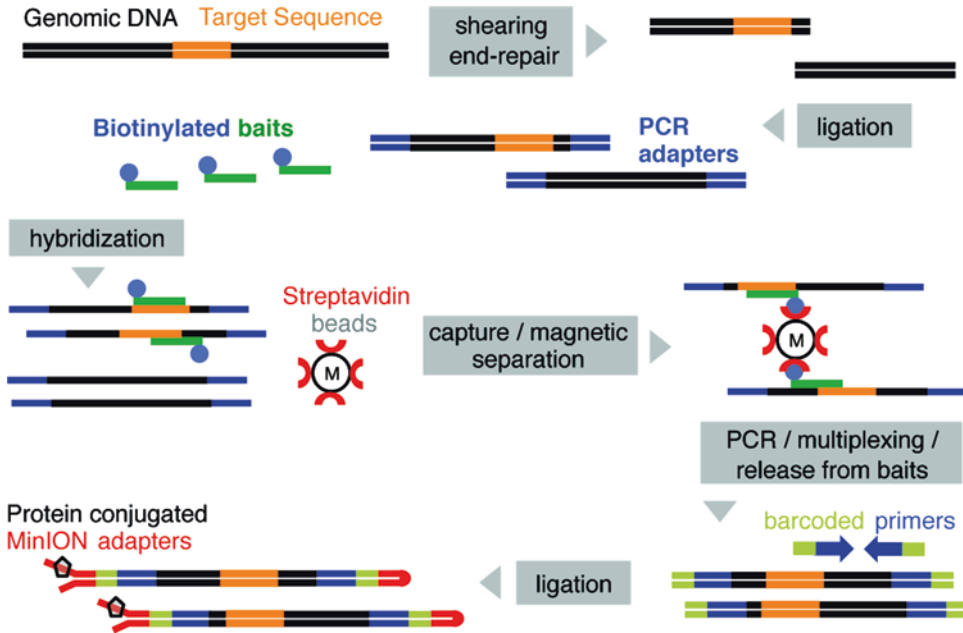 Genomic DNA Target Sequence
shearing
end-repair
Biotinylated baits
PCR
adapters
ligation
hybridization
Streptavidin
beads
M
capture / magnetic
separation
M
PCR / multiplexing /
release from baits
Protein conjugated
MinION adapters
barcoded primers
ligation